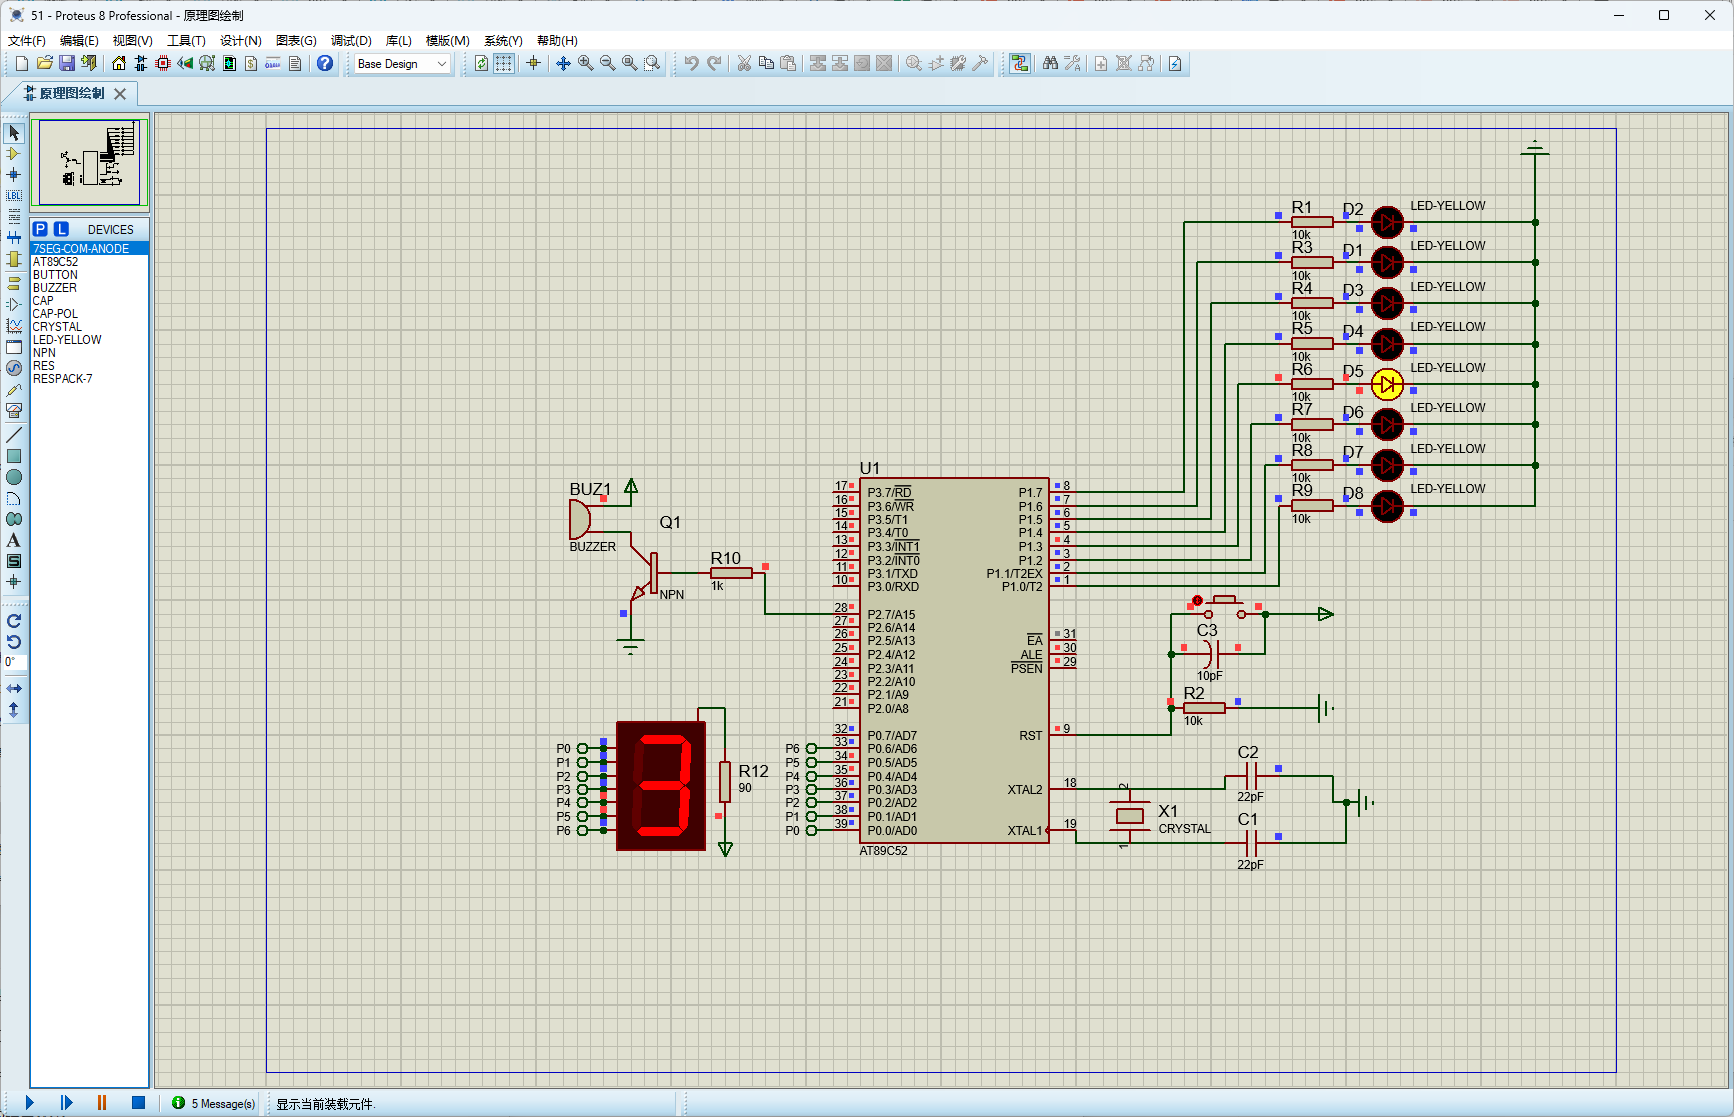 51 - Proteus 8 Professional - 原理图绘制
文件(F) 编辑(E) 视图(V) 工具(T) 设计(N) 图表(G) 调试(D) 库(L) 模版(M) 系统(Y) 帮助(H)
Base Design
原理图绘制
P L DEVICES
7SEG-COM-ANODE
AT89C52
BUTTON
BUZZER
CAP
CAP-POL
CRYSTAL
LED-YELLOW
NPN
RES
RESPACK-7
LBL
A
S
0°
R1
10k
D2
LED-YELLOW
R3
10k
D1
LED-YELLOW
R4
10k
D3
LED-YELLOW
R5
10k
D4
LED-YELLOW
R6
10k
D5
LED-YELLOW
R7
10k
D6
LED-YELLOW
R8
10k
D7
LED-YELLOW
R9
10k
D8
LED-YELLOW
BUZ1
BUZZER
Q1
NPN
R10
1k
U1
17 P3.7/RD
16 P3.6/WR
15 P3.5/T1
14 P3.4/T0
13 P3.3/INT1
12 P3.2/INT0
11 P3.1/TXD
10 P3.0/RXD
28 P2.7/A15
27 P2.6/A14
26 P2.5/A13
25 P2.4/A12
24 P2.3/A11
23 P2.2/A10
22 P2.1/A9
21 P2.0/A8
32 P0.7/AD7
P6 33 P0.6/AD6
P5 34 P0.5/AD5
P4 35 P0.4/AD4
P3 36 P0.3/AD3
P2 37 P0.2/AD2
P1 38 P0.1/AD1
P0 39 P0.0/AD0
P1.7 8
P1.6 7
P1.5 6
P1.4 5
P1.3 4
P1.2 3
P1.1/T2EX 2
P1.0/T2 1
EA 31
ALE 30
PSEN 29
RST 9
XTAL2 18
XTAL1 19
AT89C52
C3
10pF
R2
10k
C2
22pF
C1
22pF
2
X1
CRYSTAL
1
P0
P1
P2
P3
P4
P5
P6
3
R12
90
5 Message(s) 显示当前装载元件.